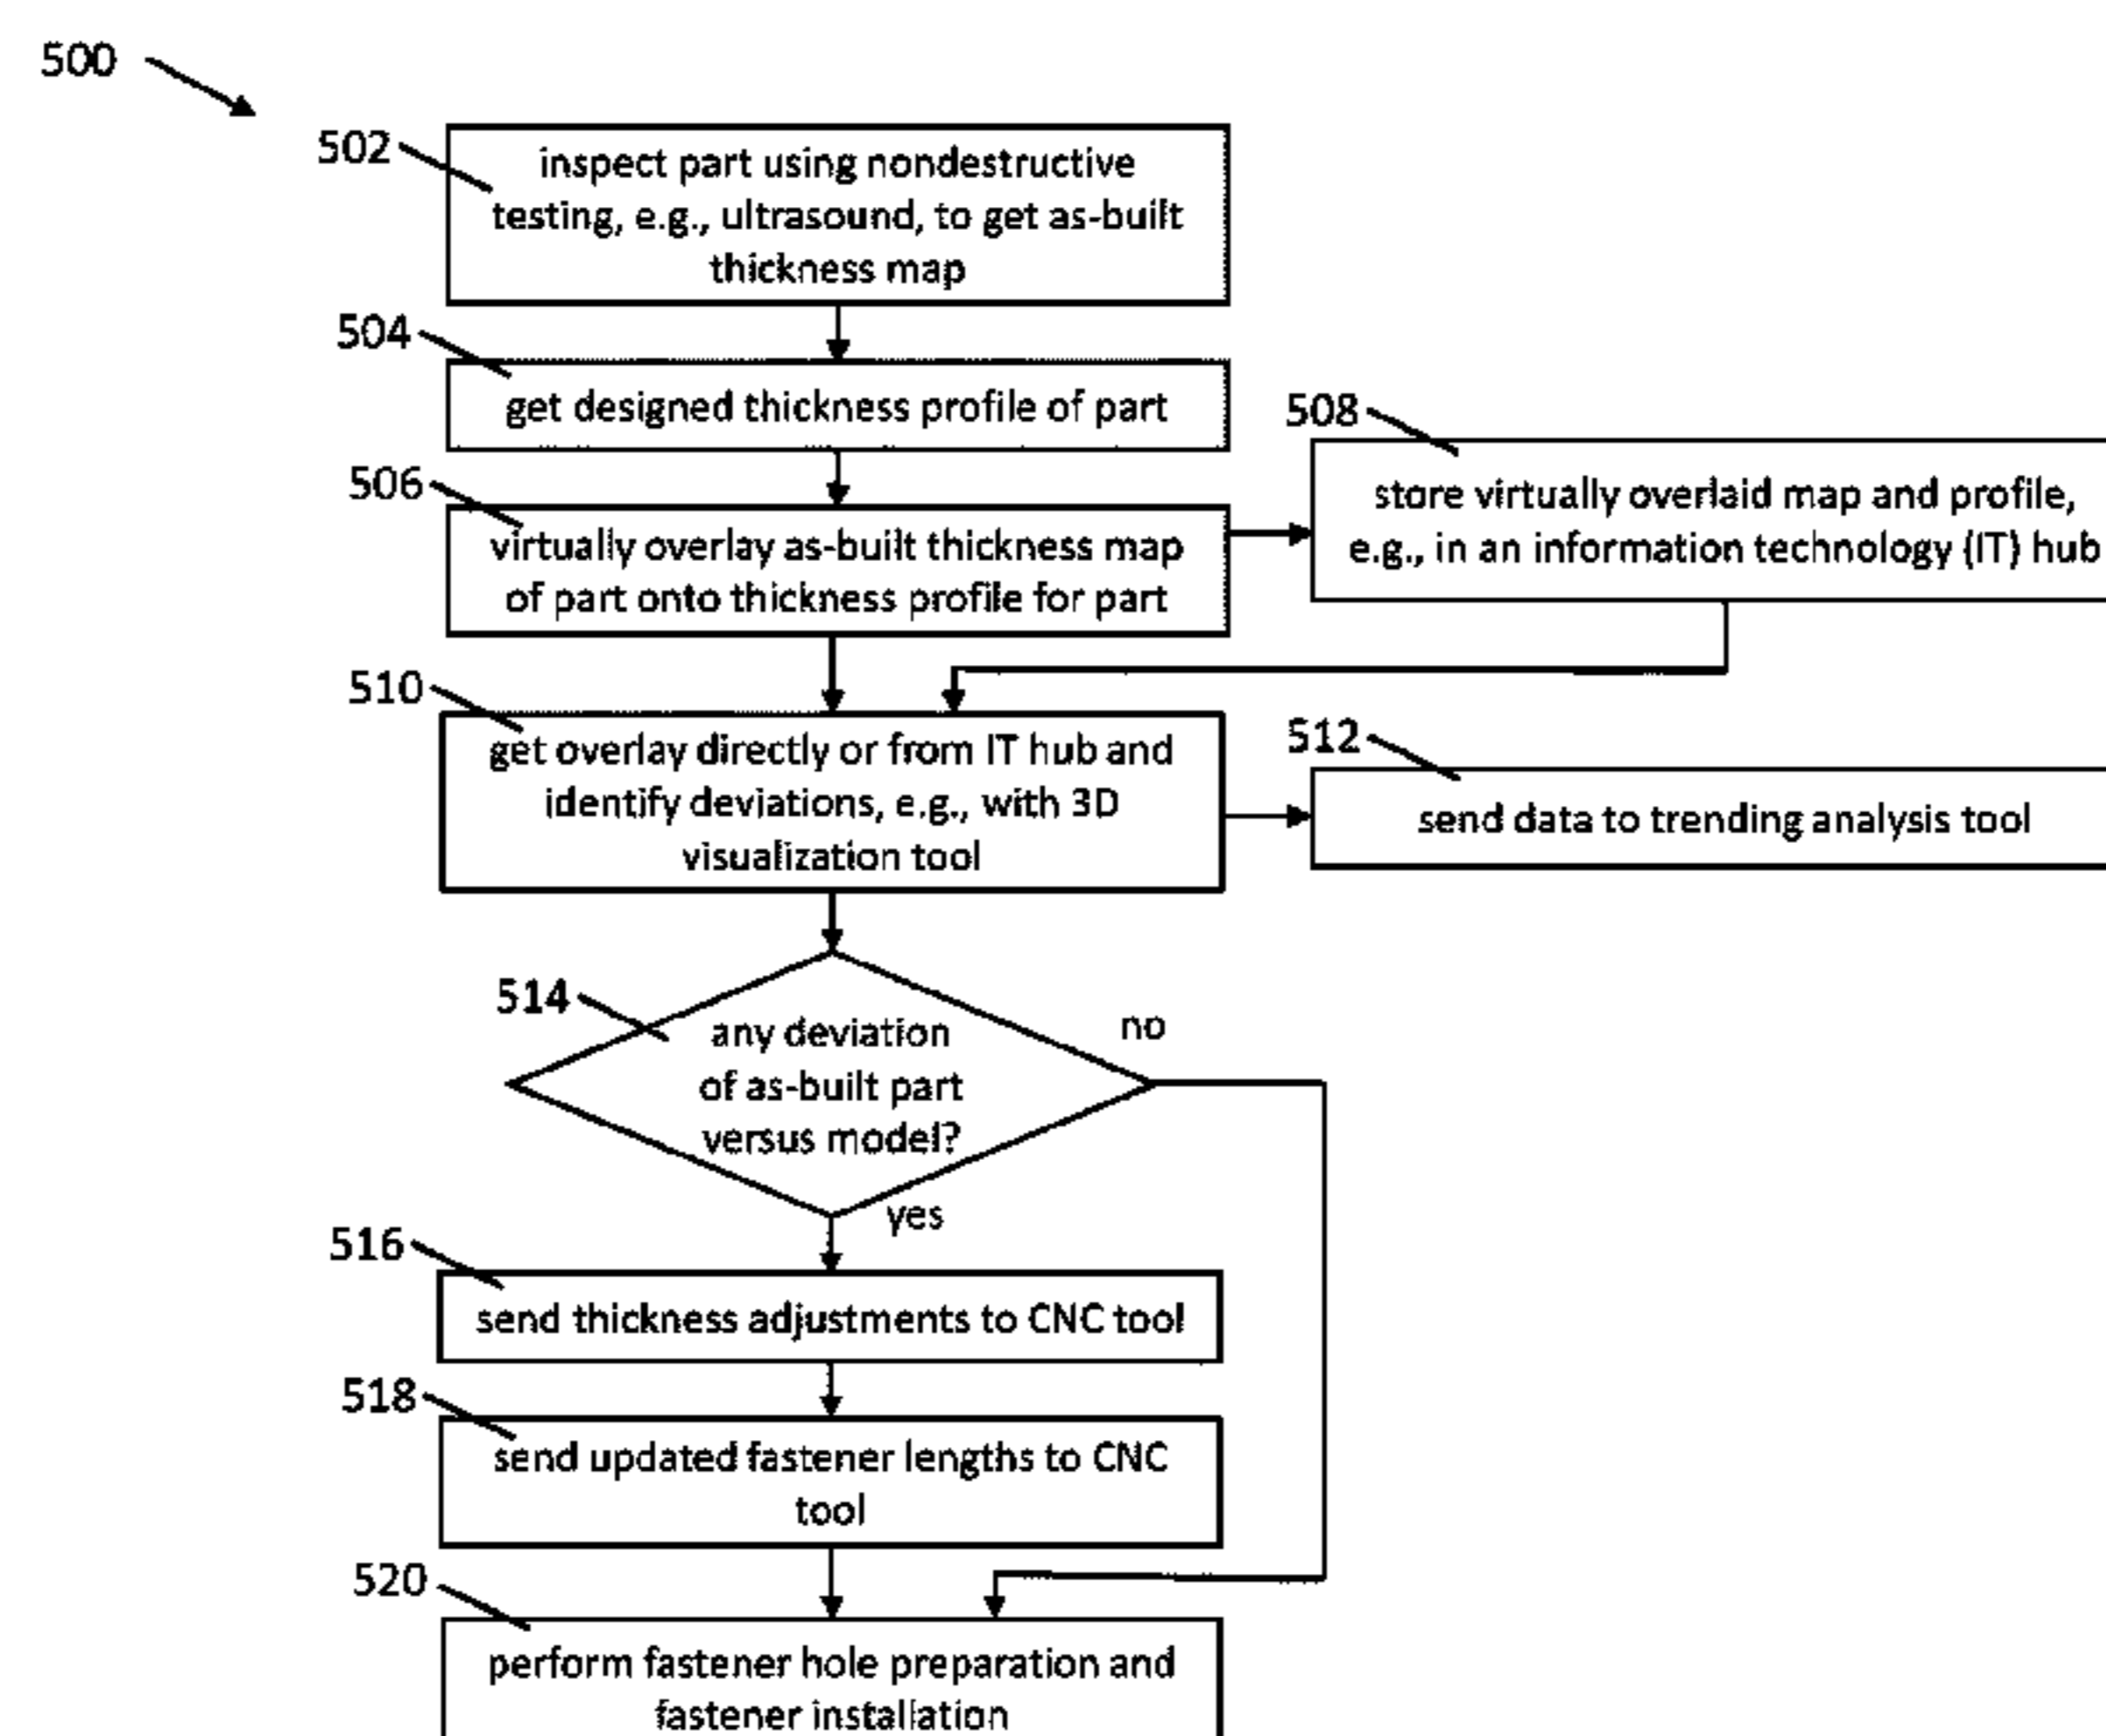 500
502
inspect part using nondestructive
testing, e.g., ultrasound, to get as-built
thickness map
504
get designed thickness profile of part
506
virtually overlay as-built thickness map
of part onto thickness profile for part
508
store virtually overlaid map and profile,
e.g., in an information technology (IT) hub
510
get overlay directly or from IT hub and
identify deviations, e.g., with 3D
visualization tool
512
send data to trending analysis tool
514
any deviation
of as-built part
versus model?
no
yes
516
send thickness adjustments to CNC tool
518
send updated fastener lengths to CNC
tool
520
perform fastener hole preparation and
fastener installation